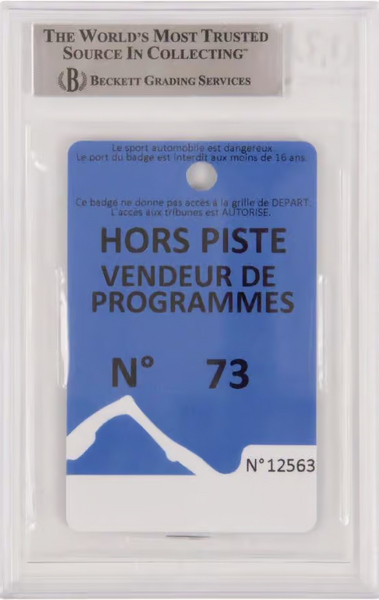 THE WORLD'S MOST TRUSTED
SOURCE IN COLLECTING™
B BECKETT GRADING SERVICES
Le sport automobile est dangereux.
Le port du badge est interdit aux moins de 16 ans.
Ce badge ne donne pas accès à la grille de DEPART.
L'accès aux tribunes est AUTORISE.
HORS PISTE
VENDEUR DE
PROGRAMMES
N° 73
N°12563